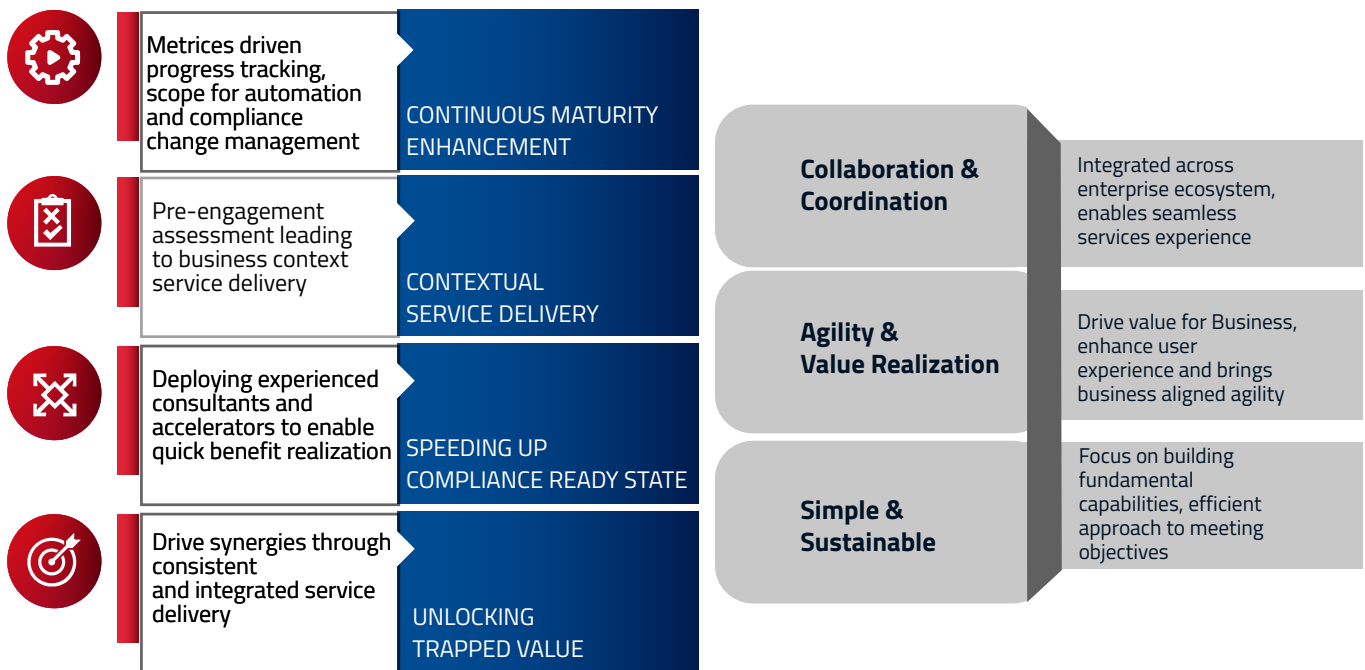 Metrices driven
progress tracking,
scope for automation
and compliance
change management
CONTINUOUS MATURITY
ENHANCEMENT
Pre-engagement
assessment leading
to business context
service delivery
CONTEXTUAL
SERVICE DELIVERY
Deploying experienced
consultants and
accelerators to enable
quick benefit realization
SPEEDING UP
COMPLIANCE READY STATE
Drive synergies through
consistent
and integrated service
delivery
UNLOCKING
TRAPPED VALUE
Collaboration &
Coordination
Integrated across
enterprise ecosystem,
enables seamless
services experience
Agility &
Value Realization
Drive value for Business,
enhance user
experience and brings
business aligned agility
Simple &
Sustainable
Focus on building
fundamental
capabilities, efficient
approach to meeting
objectives